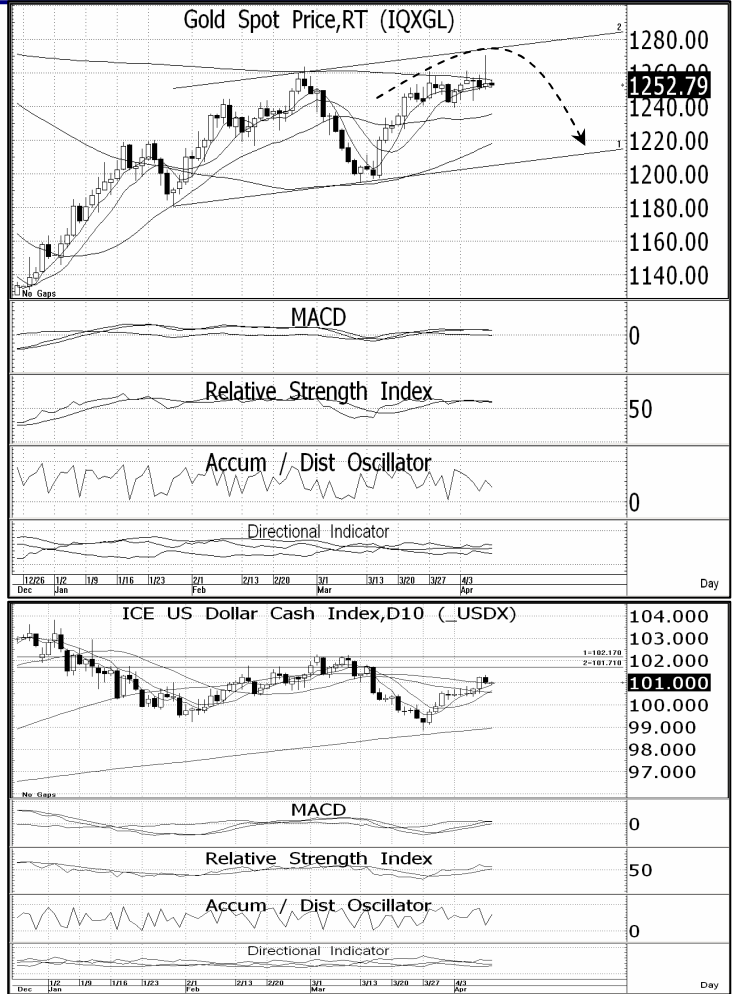 Gold Spot Price,RT (IQXGL)
2
1280.00
1260.00
1252.79
1240.00
1220.00
1
1200.00
1180.00
1160.00
1140.00
No Gaps
MACD
0
Relative Strength Index
50
Accum / Dist Oscillator
0
Directional Indicator
12/26 1/2 1/9 1/16 1/23 2/1 2/13 2/20 3/1 3/13 3/20 3/27 4/3
Dec Jan Feb Mar Apr Day
ICE US Dollar Cash Index,D10 (_USDX)
104.000
103.000
1=102.170
102.000
2=101.710
101.000
100.000
99.000
98.000
97.000
No Gaps
MACD
0
Relative Strength Index
50
Accum / Dist Oscillator
0
Directional Indicator
1/2 1/9 1/16 1/23 2/1 2/13 2/20 3/1 3/13 3/20 3/27 4/3
Dec Jan Feb Mar Apr Day